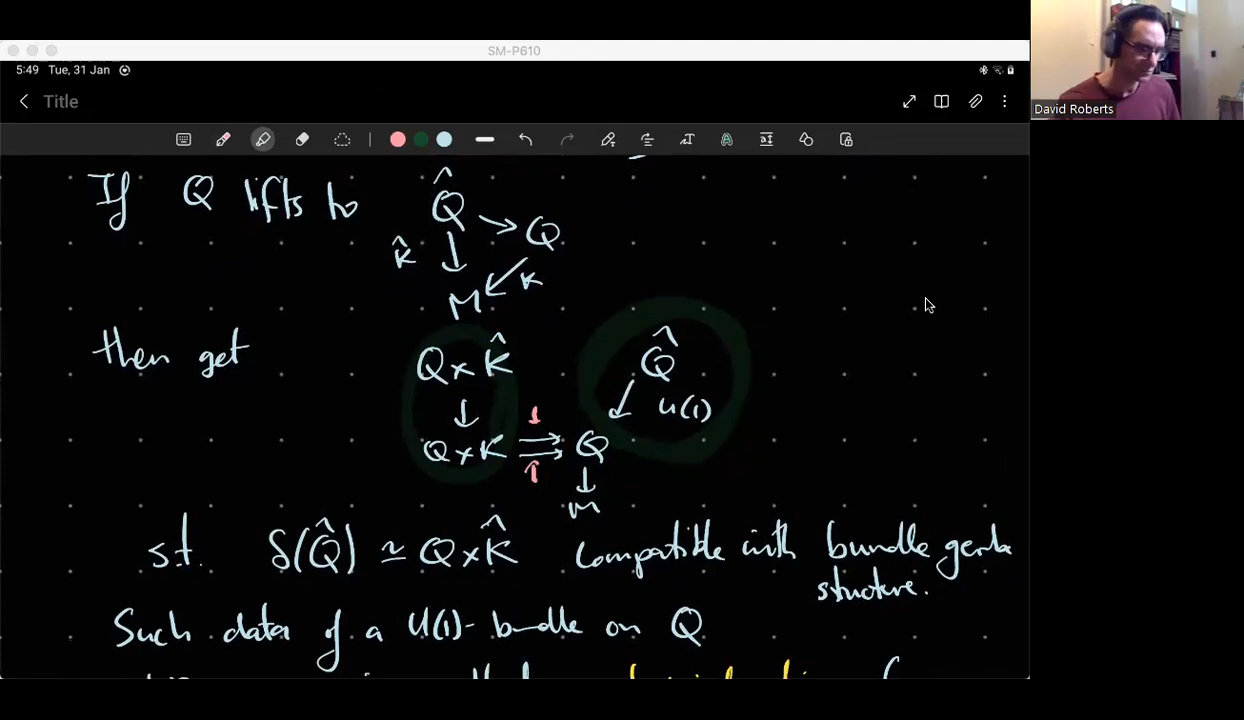 SM-P610
5:49 Tue, 31 Jan
Title
David Roberts
If Q lifts to Q̂ → Q
K̂ ↓ ↙ K
M
then get Q × K̂ Q̂
↓ ↙ U(1)
Q × K ⇉ Q
↓
M
s.t. δ(Q̂) ≃ Q × K̂ compatible with bundle gerbe
structure.
Such data of a U(1)-bundle on Q